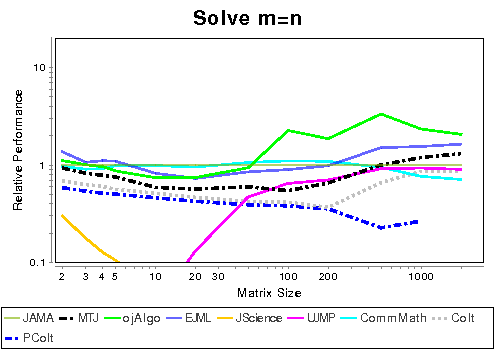 Solve m=n
10
1
0.1
Relative Performance
2 3 4 5 10 20 30 100 200 1000
Matrix Size
JAMA MTJ ojAlgo EJML JScience UJMP CommMath Colt
PColt